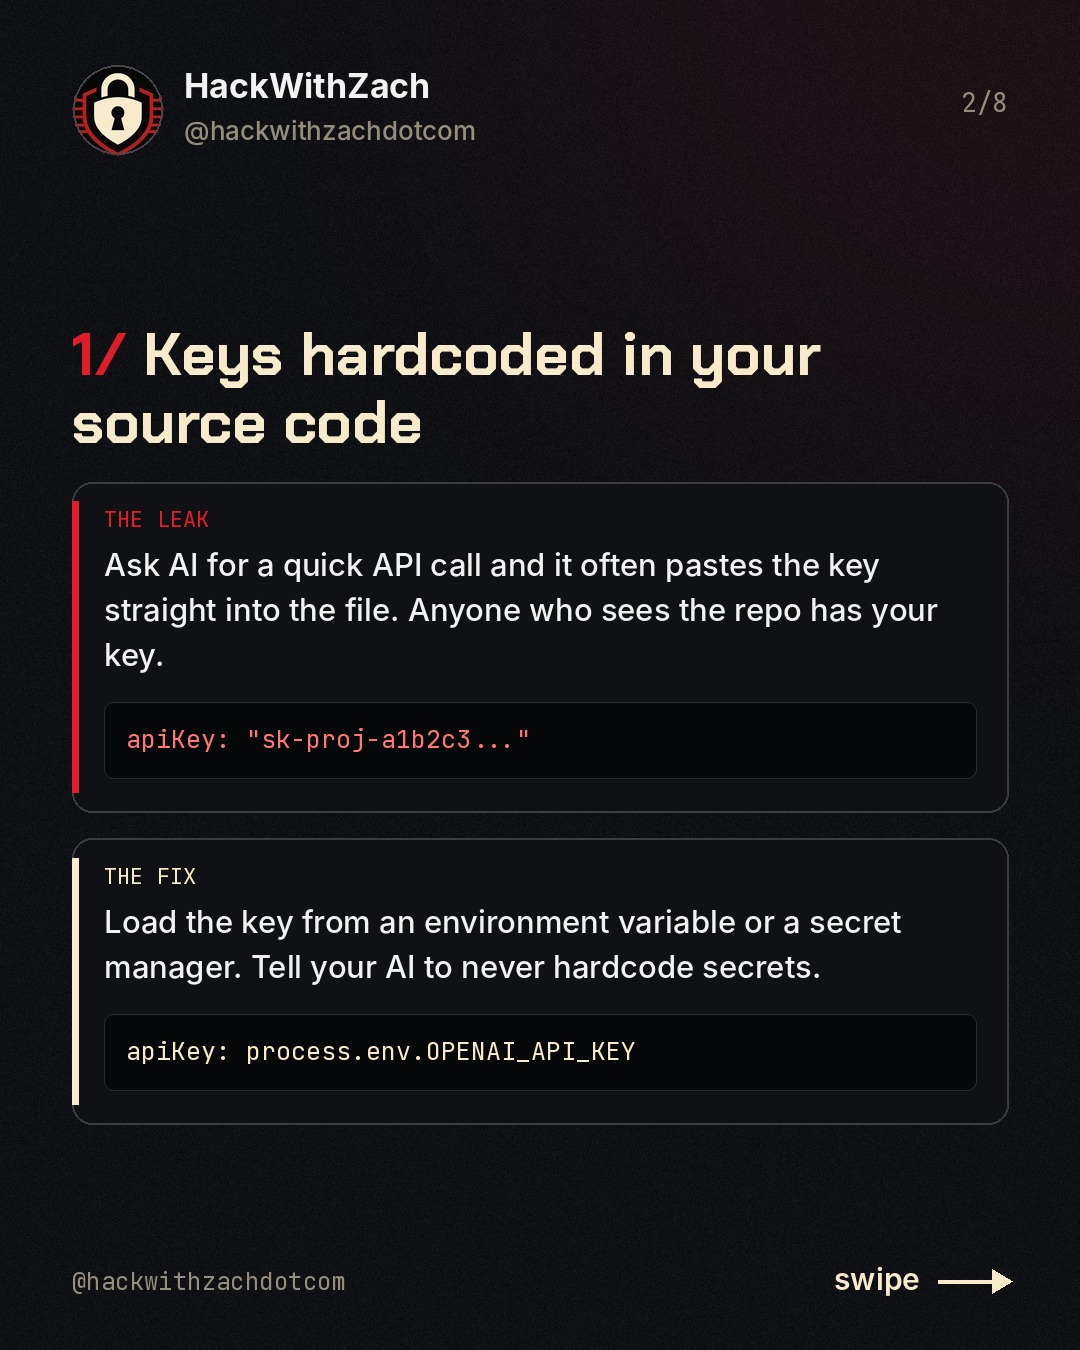 HackWithZach
@hackwithzachdotcom
2/8
1/ Keys hardcoded in your
source code
THE LEAK
Ask AI for a quick API call and it often pastes the key
straight into the file. Anyone who sees the repo has your
key.
apiKey: "sk-proj-a1b2c3..."
THE FIX
Load the key from an environment variable or a secret
manager. Tell your AI to never hardcode secrets.
apiKey: process.env.OPENAI_API_KEY
@hackwithzachdotcom
swipe